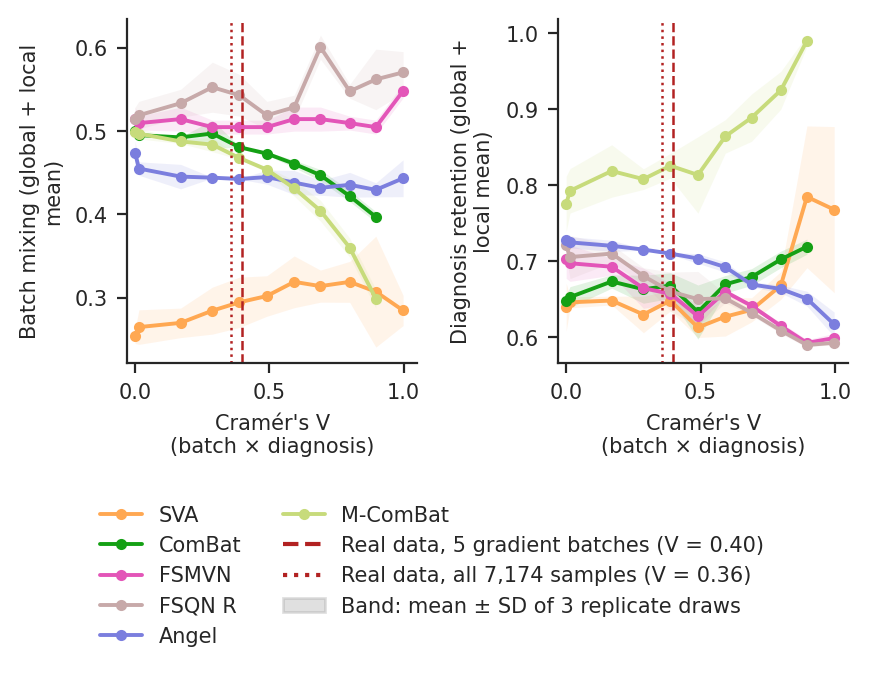 Batch mixing (global + local
mean)
0.6
0.5
0.4
0.3
0.0
0.5
1.0
Cramér's V
(batch × diagnosis)
Diagnosis retention (global +
local mean)
1.0
0.9
0.8
0.7
0.6
0.0
0.5
1.0
Cramér's V
(batch × diagnosis)
SVA
ComBat
FSMVN
FSQN R
Angel
M-ComBat
Real data, 5 gradient batches (V = 0.40)
Real data, all 7,174 samples (V = 0.36)
Band: mean ± SD of 3 replicate draws